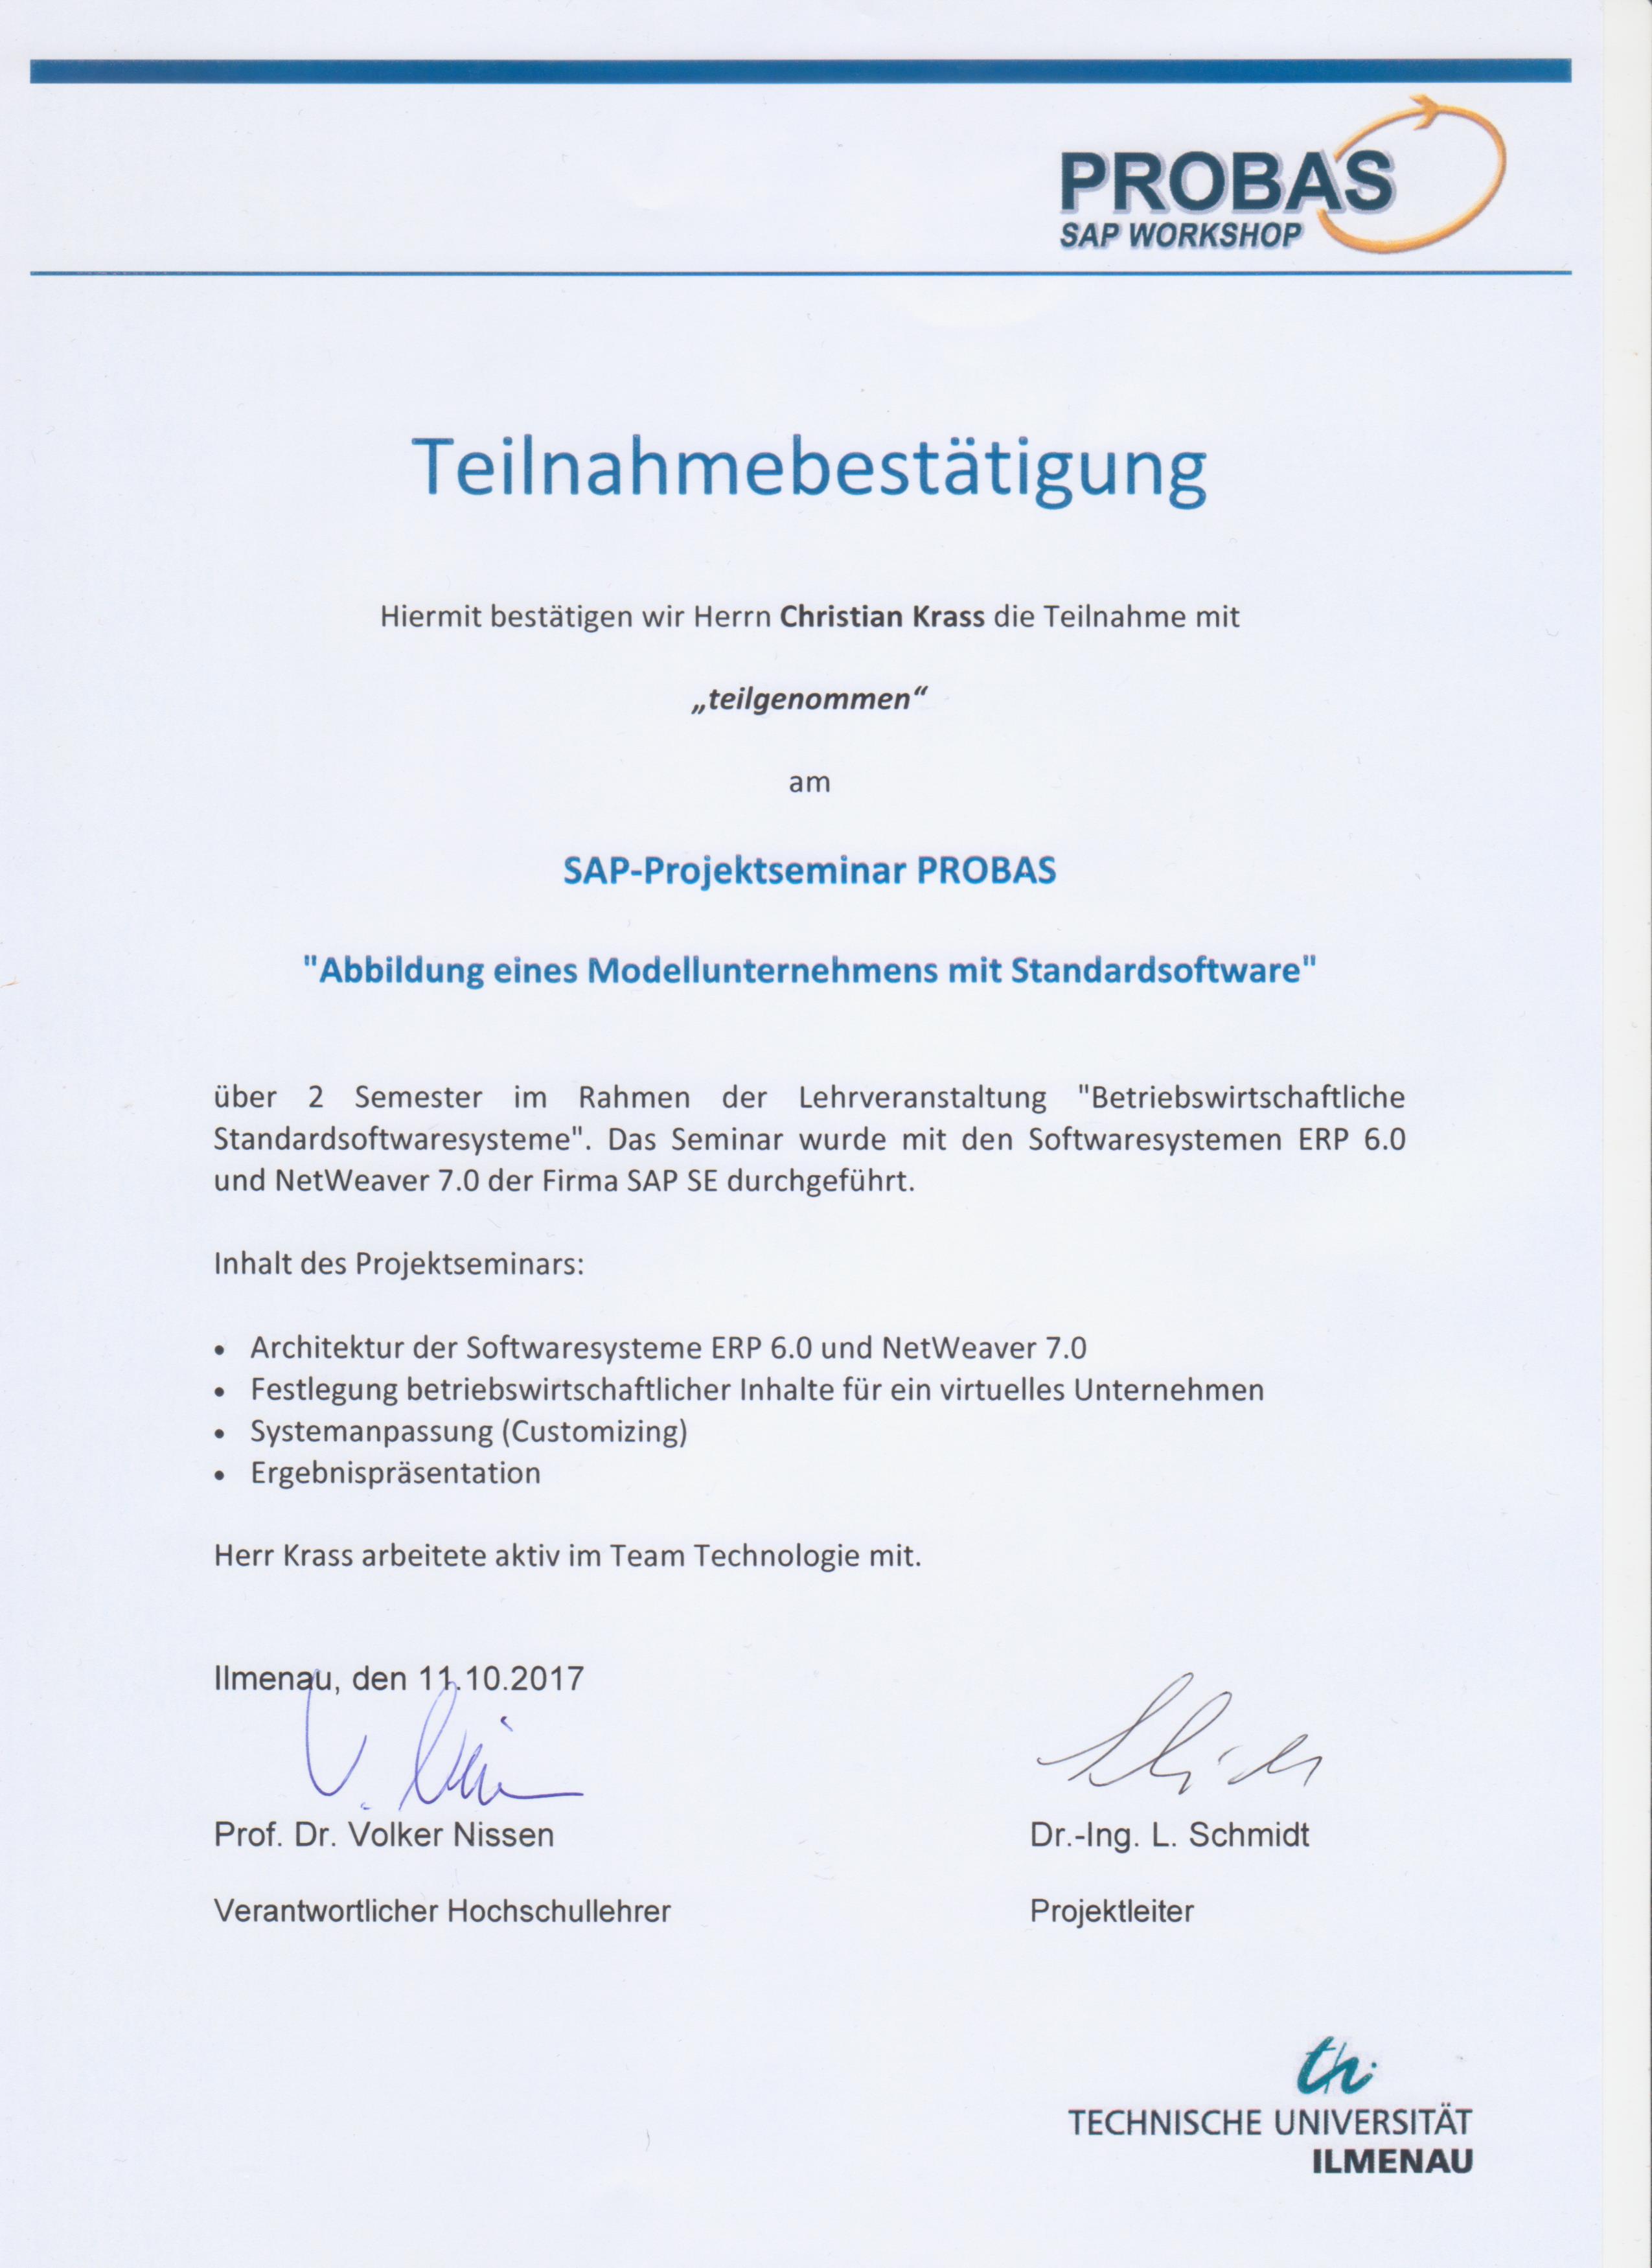 PROBAS
SAP WORKSHOP
Teilnahmebestätigung
Hiermit bestätigen wir Herrn Christian Krass die Teilnahme mit
„teilgenommen“
am
SAP-Projektseminar PROBAS
"Abbildung eines Modellunternehmens mit Standardsoftware"
über 2 Semester im Rahmen der Lehrveranstaltung "Betriebswirtschaftliche
Standardsoftwaresysteme". Das Seminar wurde mit den Softwaresystemen ERP 6.0
und NetWeaver 7.0 der Firma SAP SE durchgeführt.
Inhalt des Projektseminars:
• Architektur der Softwaresysteme ERP 6.0 und NetWeaver 7.0
• Festlegung betriebswirtschaftlicher Inhalte für ein virtuelles Unternehmen
• Systemanpassung (Customizing)
• Ergebnispräsentation
Herr Krass arbeitete aktiv im Team Technologie mit.
Ilmenau, den 11.10.2017
Prof. Dr. Volker Nissen
Dr.-Ing. L. Schmidt
Verantwortlicher Hochschullehrer
Projektleiter
th
TECHNISCHE UNIVERSITÄT
ILMENAU